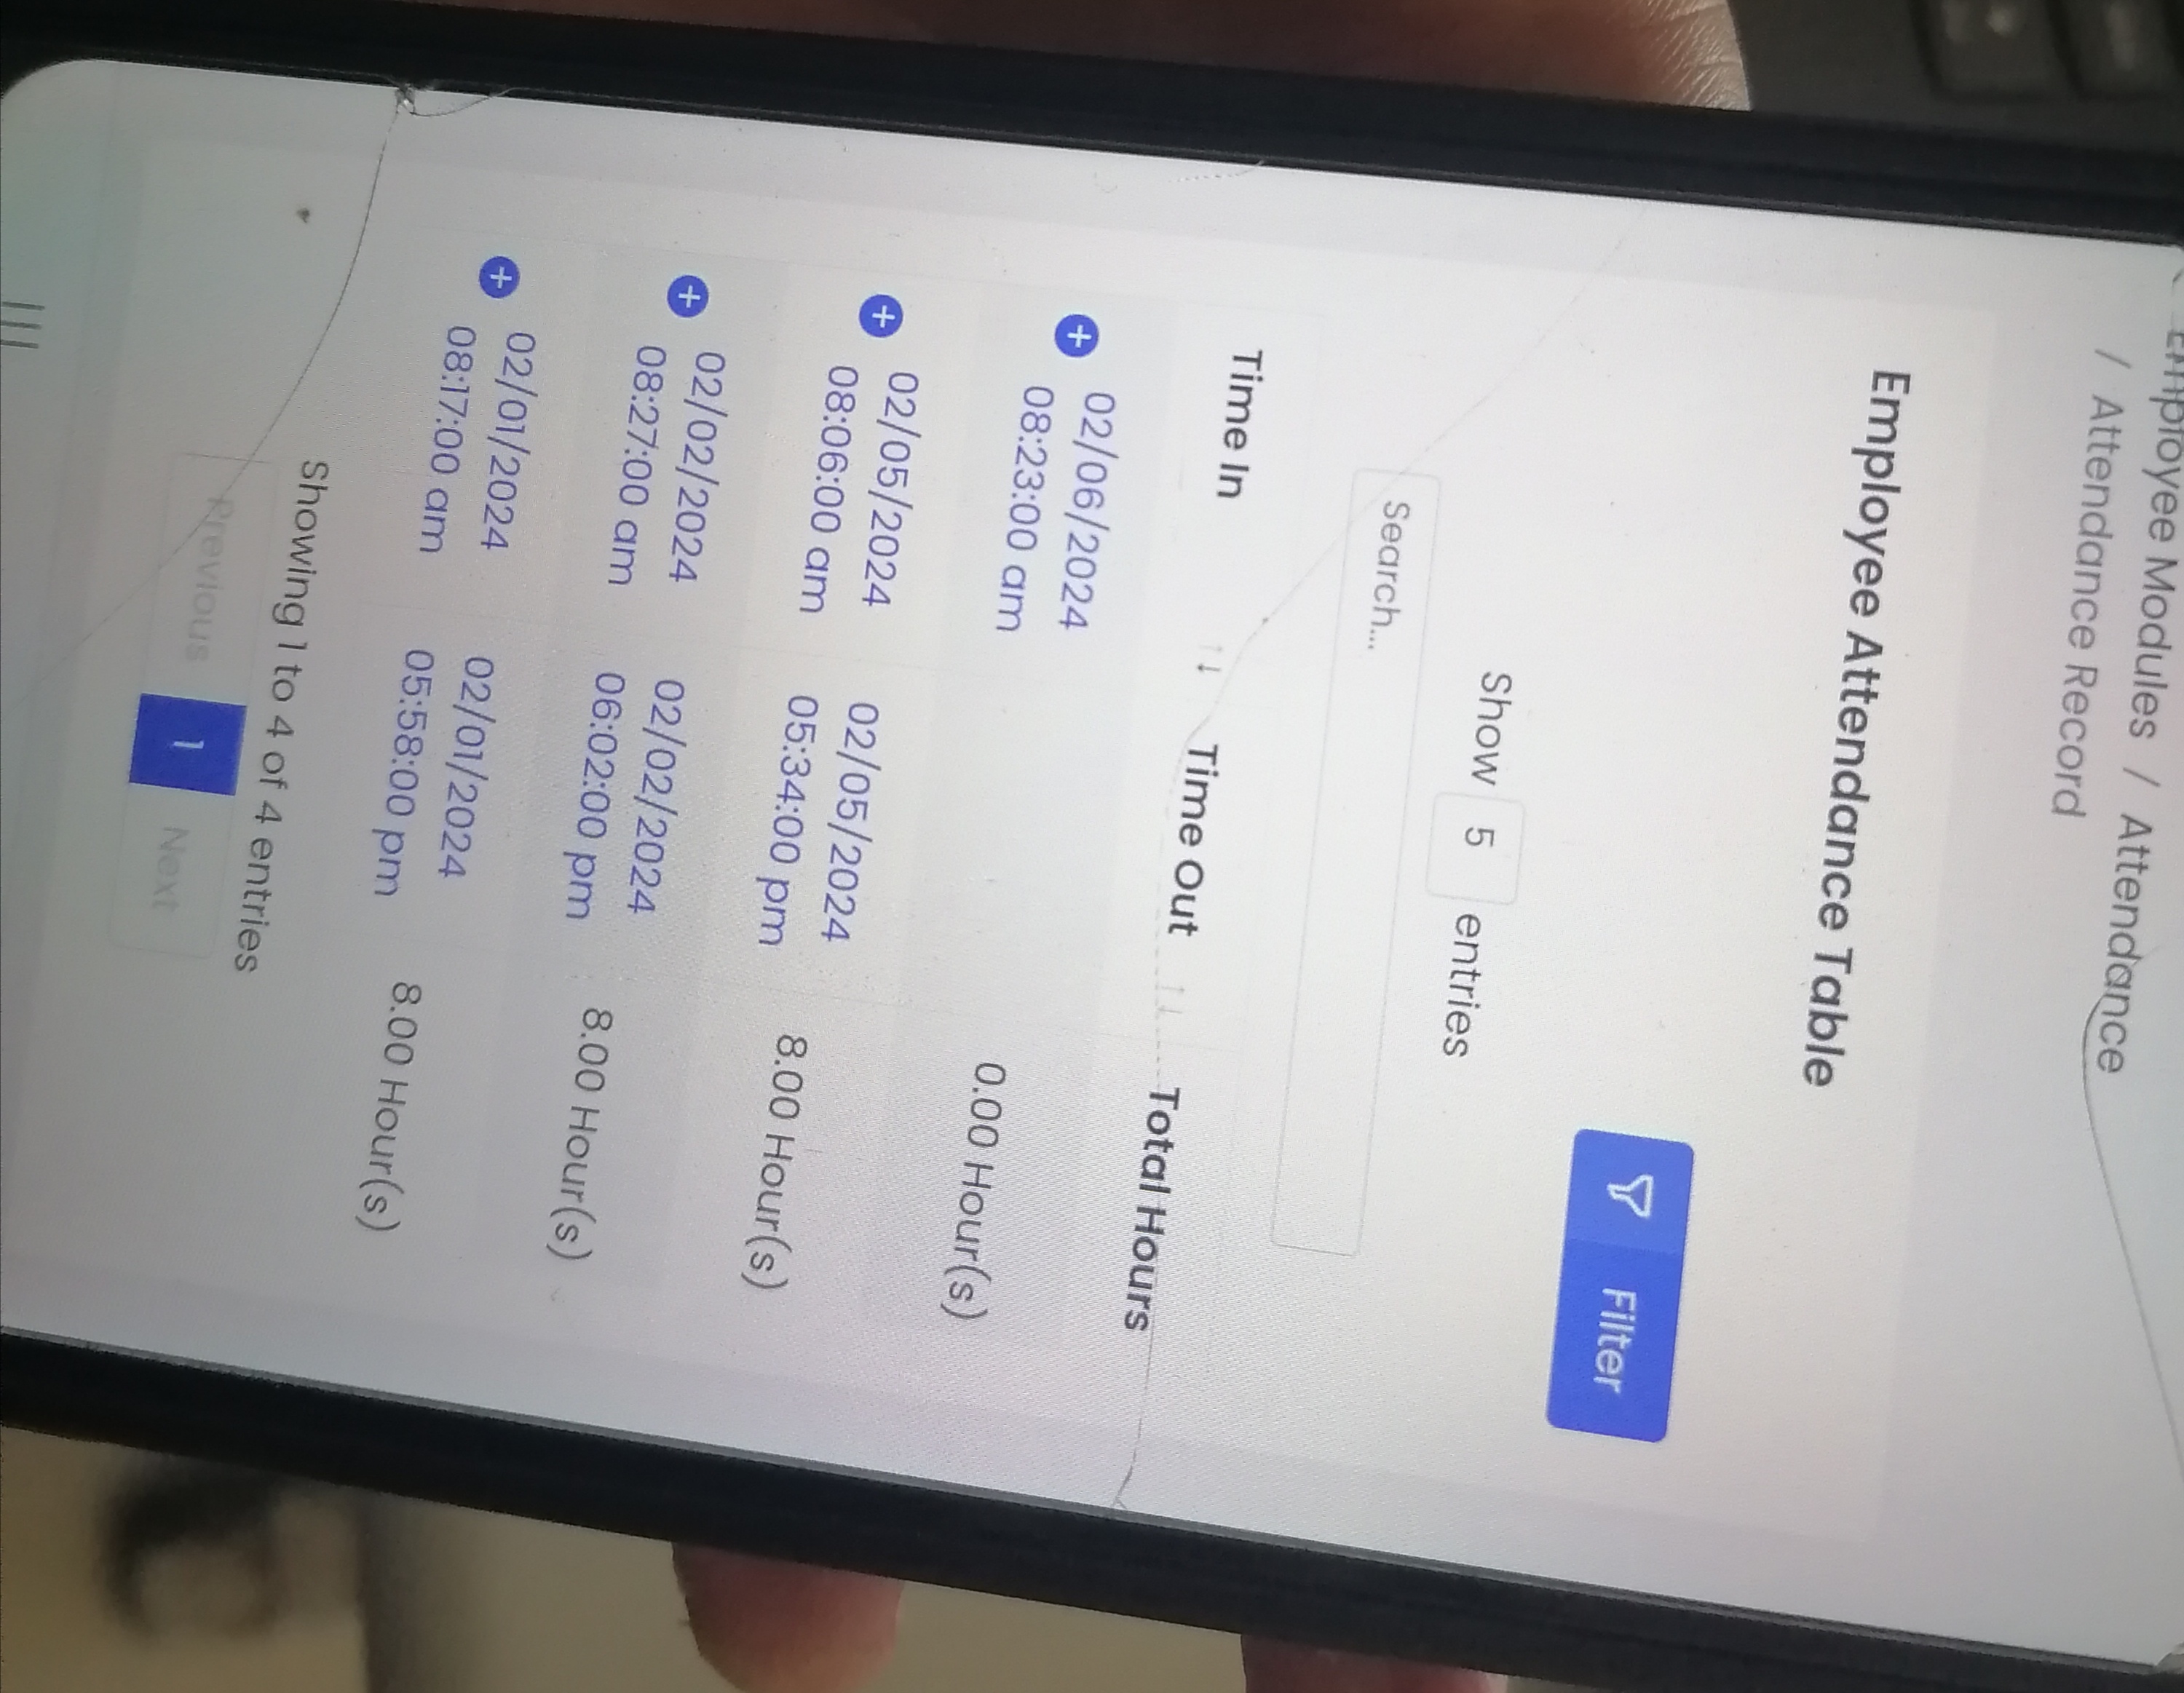 Employee Modules / Attendance
/ Attendance Record
Employee Attendance Table
Filter
Show 5 entries
Search...
Time In ↑↓ Time Out ↑↓ Total Hours
02/06/2024 0.00 Hour(s)
08:23:00 am
02/05/2024 02/05/2024 8.00 Hour(s)
08:06:00 am 05:34:00 pm
02/02/2024 02/02/2024 8.00 Hour(s)
08:27:00 am 06:02:00 pm
02/01/2024 02/01/2024 8.00 Hour(s)
08:17:00 am 05:58:00 pm
Showing 1 to 4 of 4 entries
Previous 1 Next